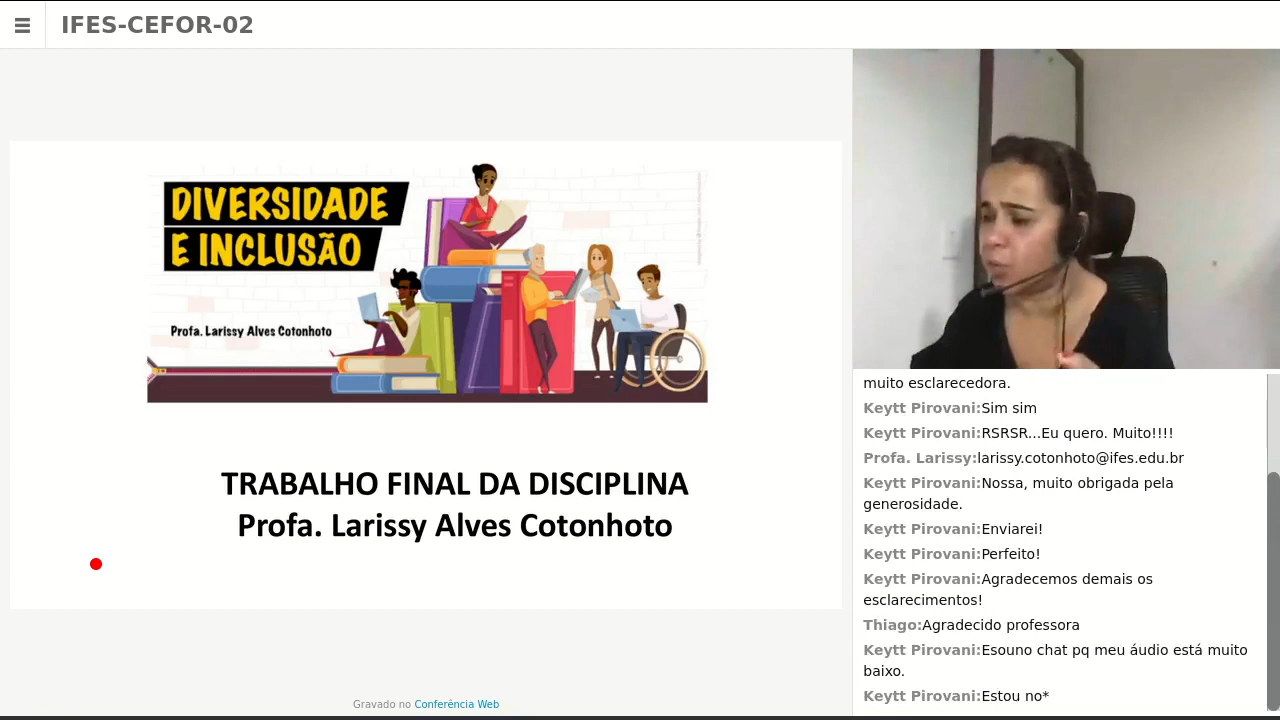 IFES-CEFOR-02
DIVERSIDADE
E INCLUSÃO
Profa. Larissy Alves Cotonhoto
TRABALHO FINAL DA DISCIPLINA
Profa. Larissy Alves Cotonhoto
Gravado no Conferência Web
muito esclarecedora.
Keytt Pirovani:Sim sim
Keytt Pirovani:RSRSR...Eu quero. Muito!!!!
Profa. Larissy:larissy.cotonhoto@ifes.edu.br
Keytt Pirovani:Nossa, muito obrigada pela
generosidade.
Keytt Pirovani:Enviarei!
Keytt Pirovani:Perfeito!
Keytt Pirovani:Agradecemos demais os
esclarecimentos!
Thiago:Agradecido professora
Keytt Pirovani:Esouno chat pq meu áudio está muito
baixo.
Keytt Pirovani:Estou no*